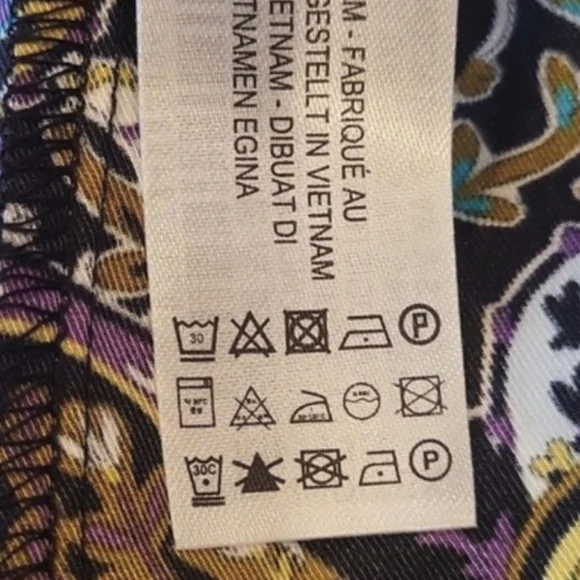 M - FABRIQUÉ AU
GESTELLT IN VIETNAM
ETNAM - DIBUAT DI
TNAMEN EGINA
30 P
30C P